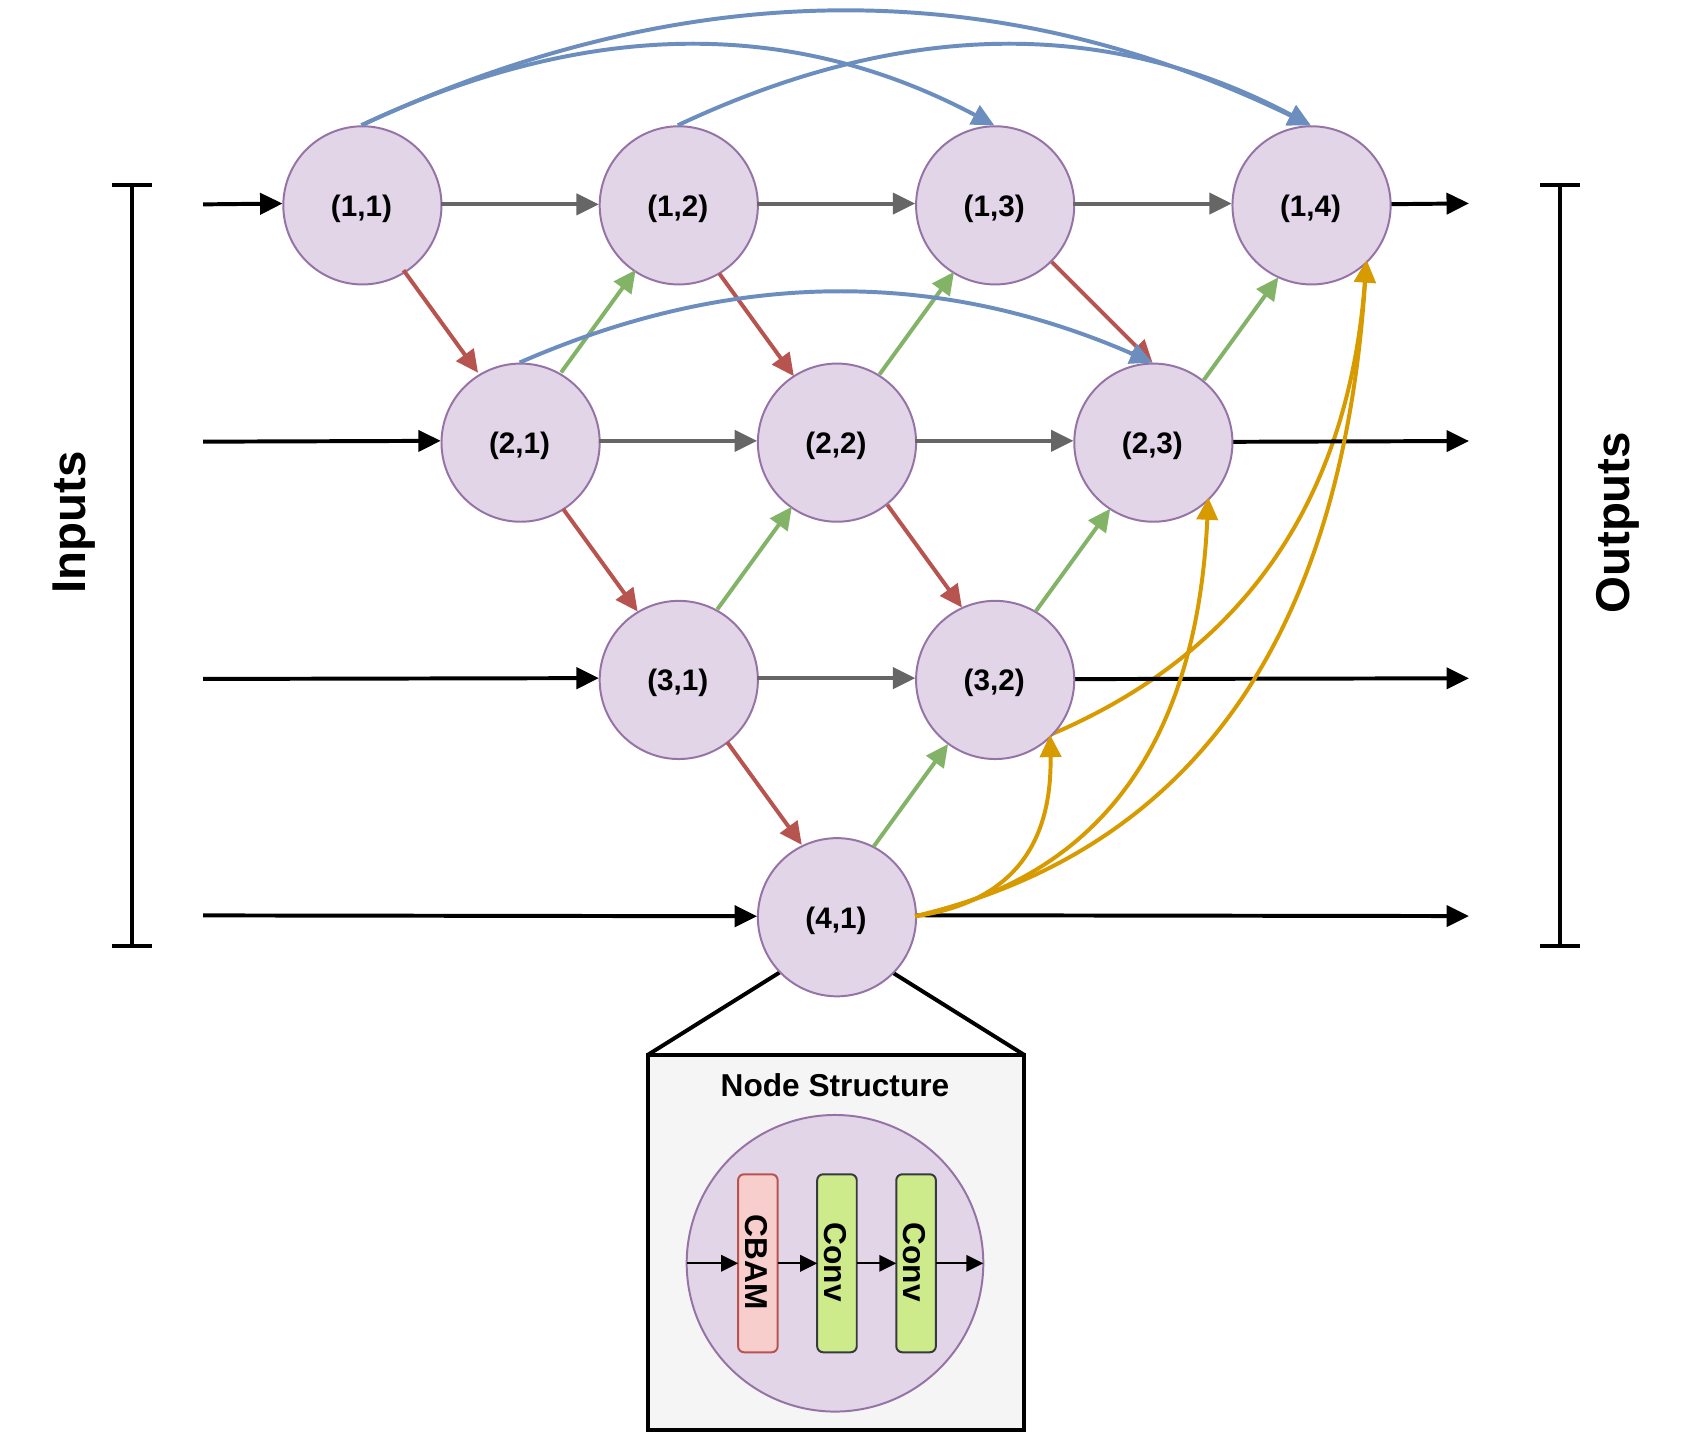 (1,1)
(1,2)
(1,3)
(1,4)
(2,1)
(2,2)
(2,3)
Inputs
Outputs
(3,1)
(3,2)
(4,1)
Node Structure
CBAM
Conv
Conv